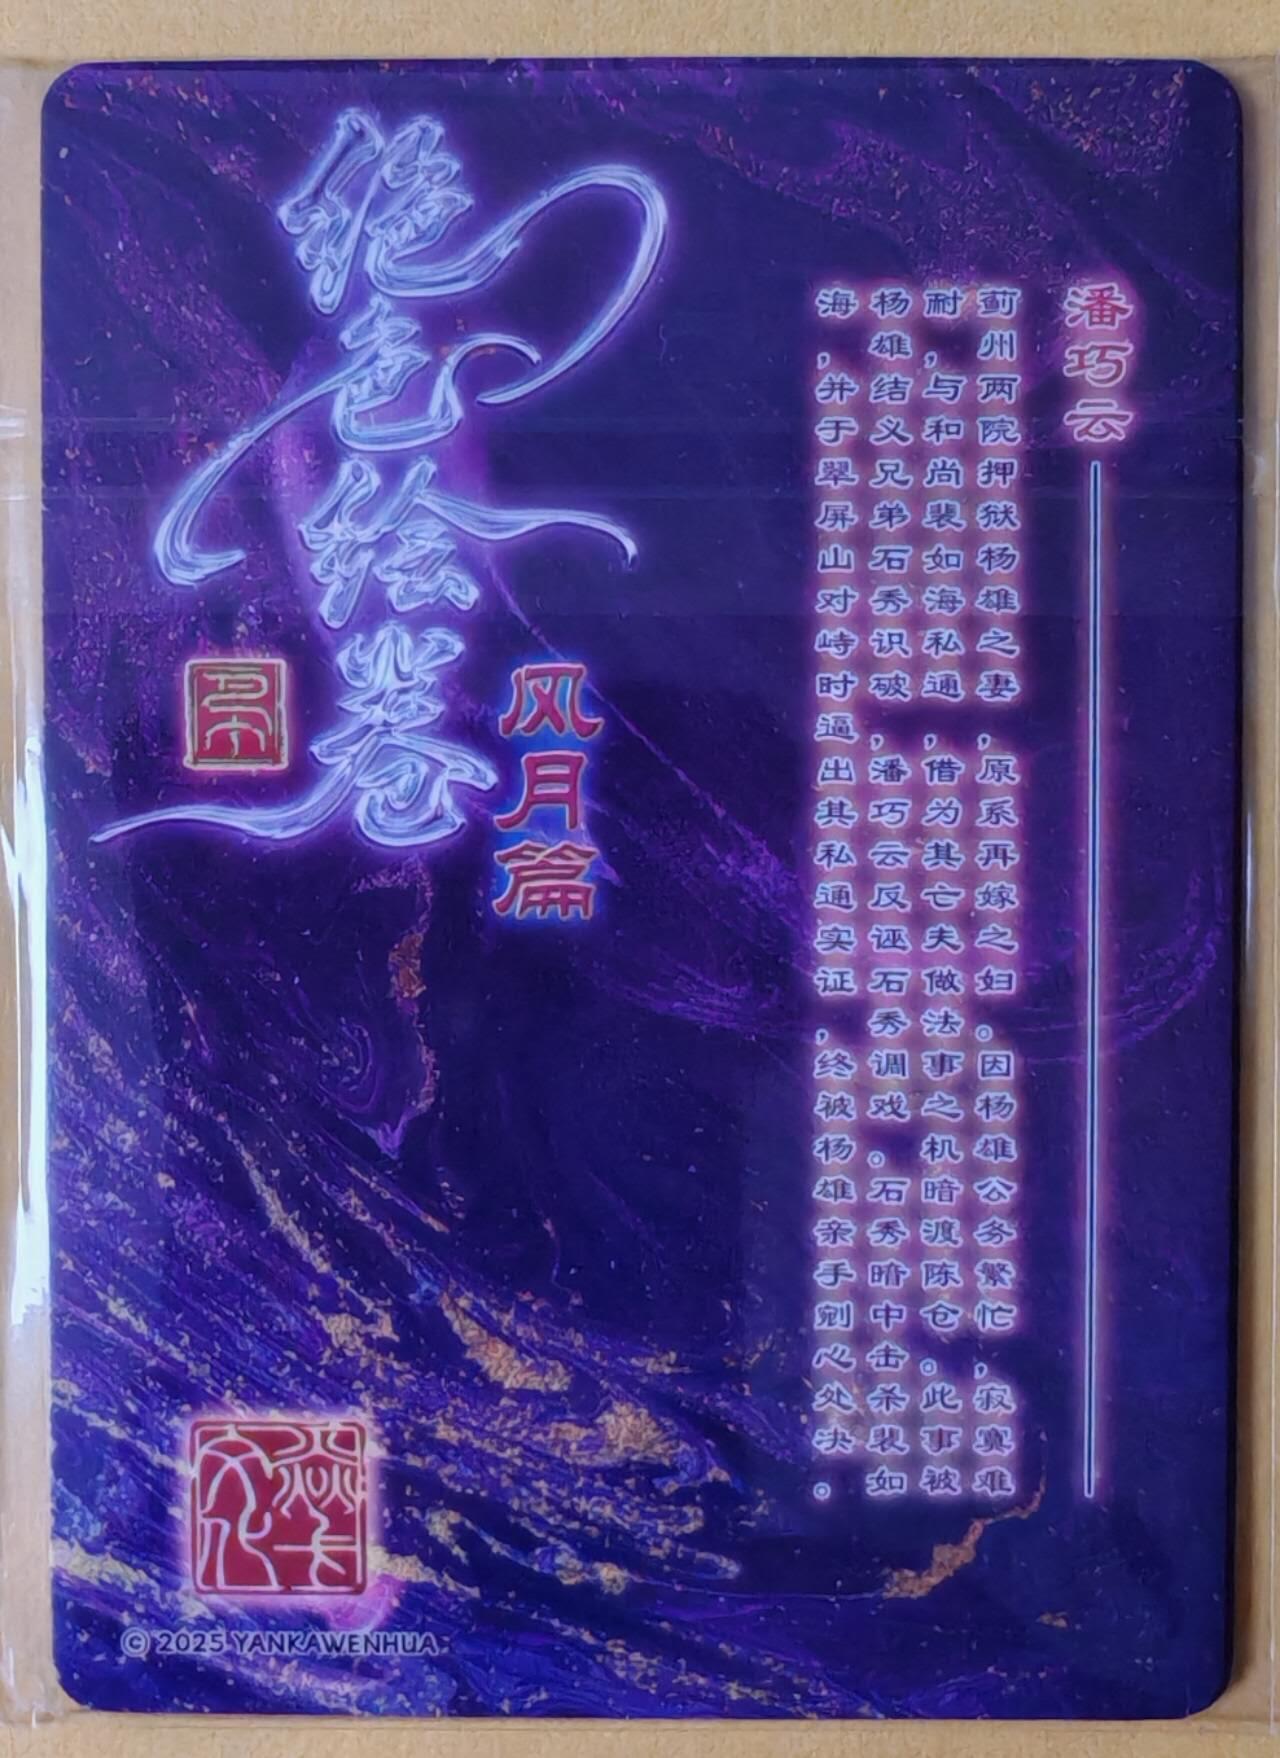 潘巧云
蓟州两院押狱杨雄之妻，原系再嫁之妇。因杨雄公务繁忙，寂寞难
耐，与和尚裴如海私通，借为其亡夫做法事之机暗渡陈仓。此事被
杨雄结义兄弟石秀识破，潘巧云反诬石秀调戏。石秀暗中击杀裴如
海，并于翠屏山对峙时逼出其私通实证，终被杨雄亲手剜心处决。
风月篇
绝色绘卷
焱卡
文化
© 2025 YANKAWENHUA